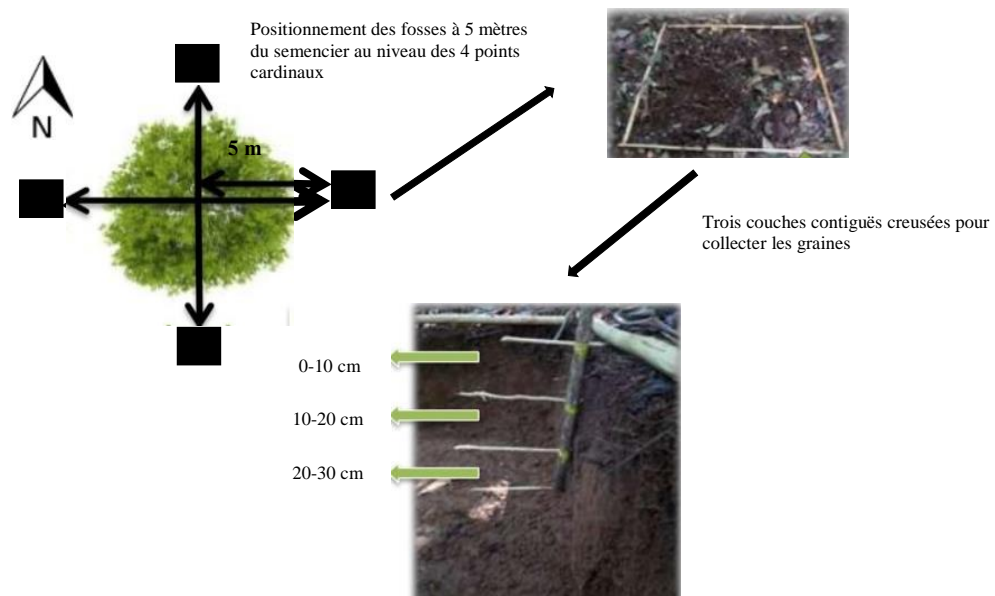 Positionnement des fosses à 5 mètres
du semencier au niveau des 4 points
cardinaux
N
5 m
Trois couches contiguës creusées pour
collecter les graines
0-10 cm
10-20 cm
20-30 cm